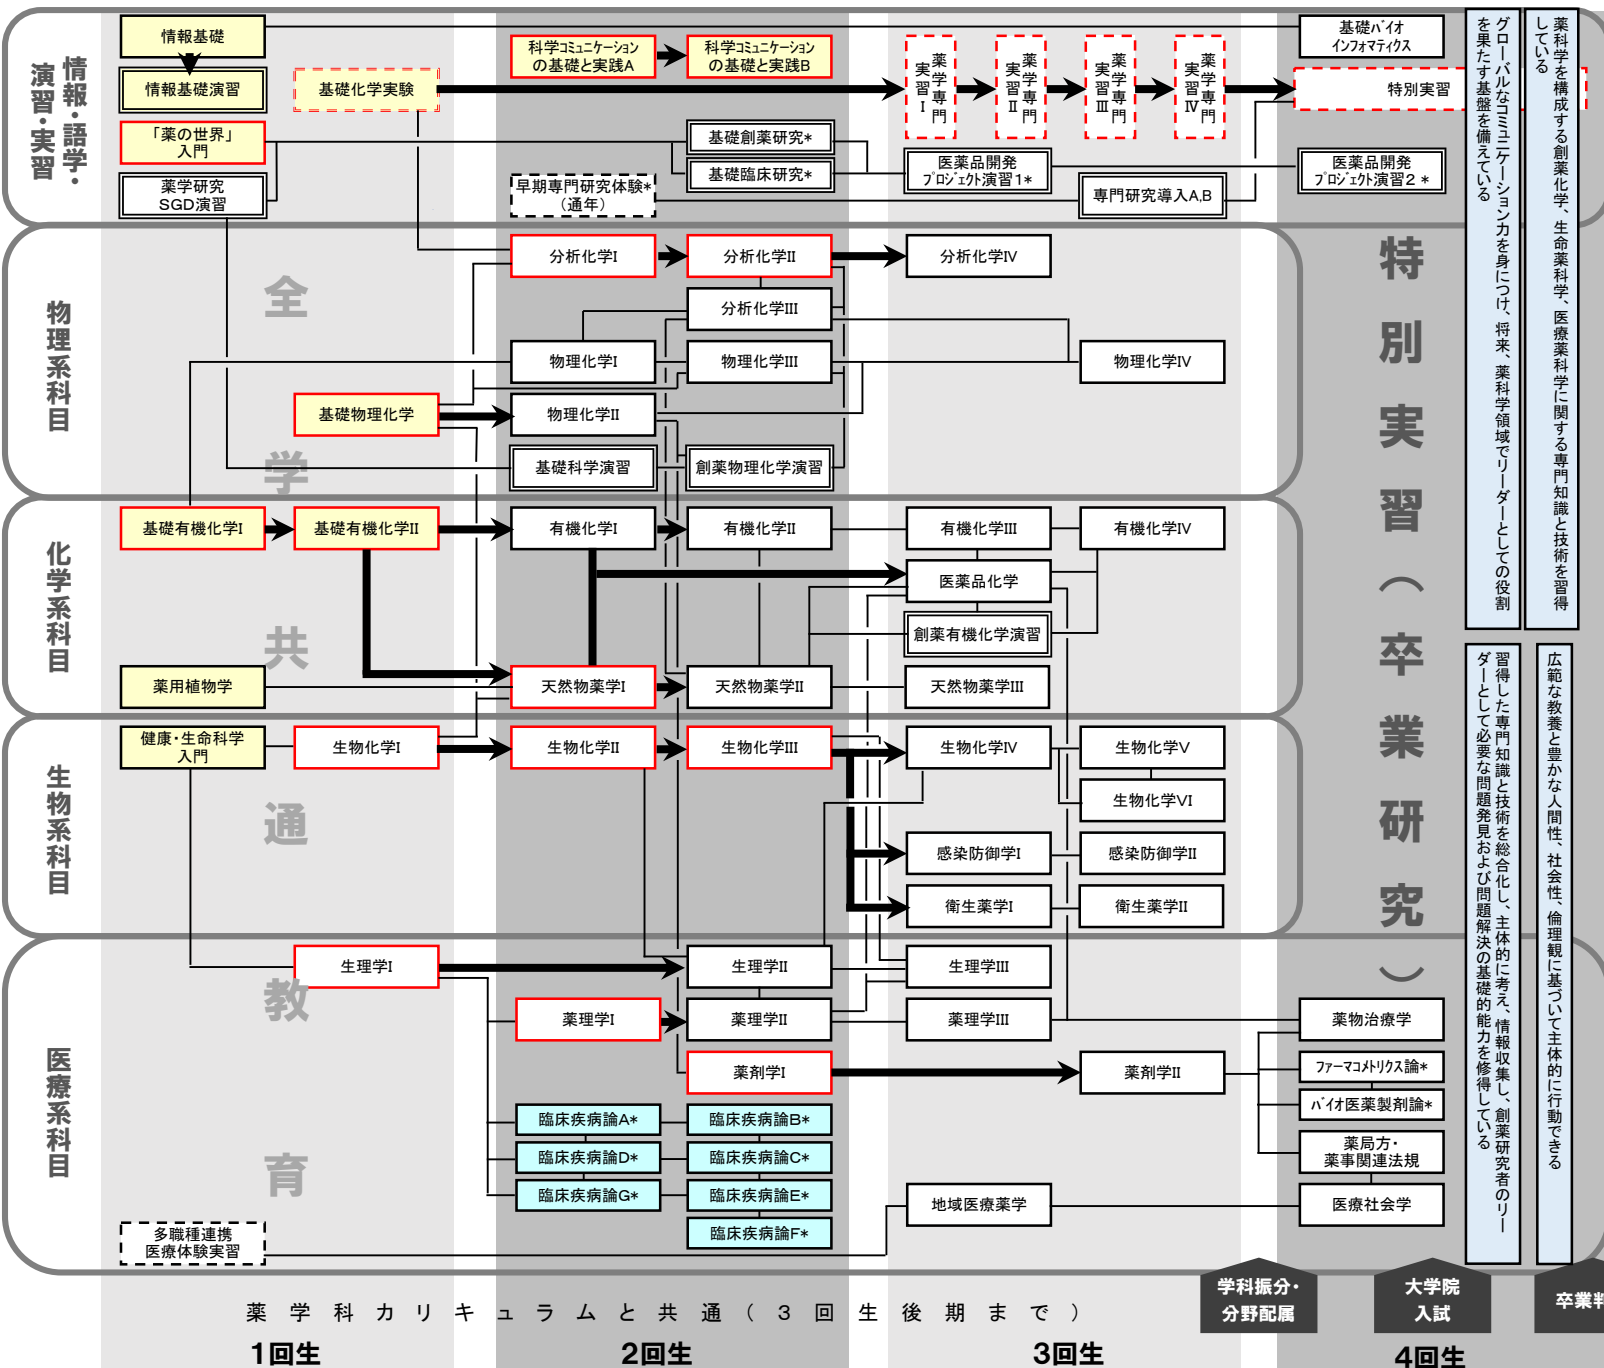 情報・語学・
演習・実習
情報基礎
情報基礎演習
「薬の世界」
入門
薬学研究
SGD演習
基礎化学実験
科学コミュニケーション
の基礎と実践A
科学コミュニケーション
の基礎と実践B
基礎創薬研究*
基礎臨床研究*
早期専門研究体験*
(通年)
薬学専門
実習Ⅰ
薬学専門
実習Ⅱ
薬学専門
実習Ⅲ
薬学専門
実習Ⅳ
医薬品開発
プロジェクト演習1*
専門研究導入A,B
基礎バイオ
インフォマティクス
特別実習
医薬品開発
プロジェクト演習2 *
物理系科目
基礎物理化学
分析化学I
分析化学II
分析化学III
分析化学IV
物理化学I
物理化学III
物理化学IV
物理化学II
基礎科学演習
創薬物理化学演習
化学系科目
基礎有機化学I
基礎有機化学II
有機化学I
有機化学II
有機化学III
有機化学IV
医薬品化学
創薬有機化学演習
薬用植物学
天然物薬学I
天然物薬学II
天然物薬学III
生物系科目
健康・生命科学
入門
生物化学I
生物化学II
生物化学III
生物化学IV
生物化学V
生物化学VI
感染防御学I
感染防御学II
衛生薬学I
衛生薬学II
医療系科目
生理学I
生理学II
生理学III
薬理学I
薬理学II
薬理学III
薬剤学I
薬剤学II
臨床疾病論A*
臨床疾病論B*
臨床疾病論D*
臨床疾病論C*
臨床疾病論G*
臨床疾病論E*
臨床疾病論F*
多職種連携
医療体験実習
地域医療薬学
薬物治療学
ファーマコメトリクス論*
バイオ医薬製剤論*
薬局方・
薬事関連法規
医療社会学
全学共通教育
特別実習(卒業研究)
薬科学を構成する創薬化学、生命薬科学、医療薬科学に関する専門知識と技術を習得
している
グローバルなコミュニケーション力を身につけ、将来、薬科学領域でリーダーとしての役割
を果たす基盤を備えている
広範な教養と豊かな人間性、社会性、倫理観に基づいて主体的に行動できる
習得した専門知識と技術を総合化し、主体的に考え、情報収集し、創薬研究者のリー
ダーとして必要な問題発見および問題解決の基礎的能力を修得している
学科振分・
分野配属
大学院
入試
卒業判
薬学科カリキュラムと共通(3回生後期まで)
1回生
2回生
3回生
4回生